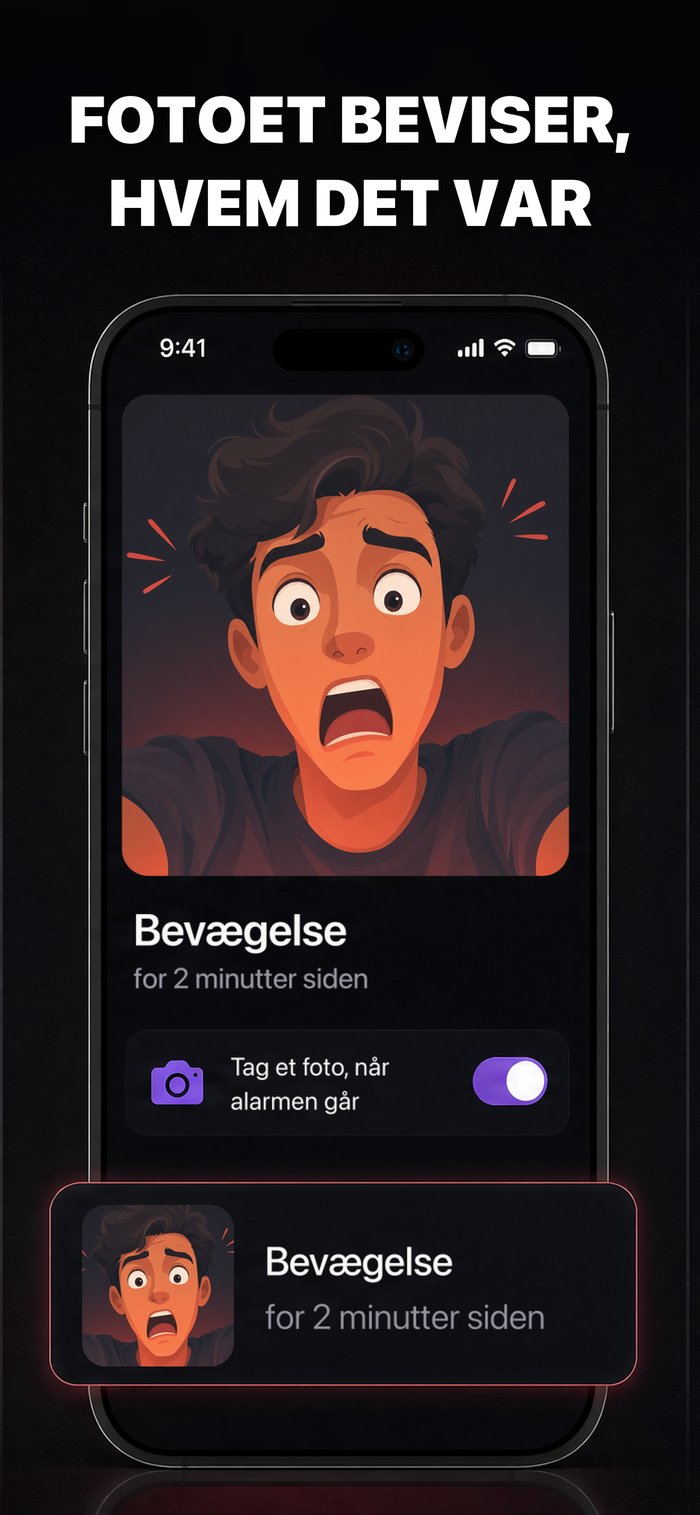 FOTOET BEVISER,
HVEM DET VAR
9:41
Bevægelse
for 2 minutter siden
Tag et foto, når
alarmen går
Bevægelse
for 2 minutter siden